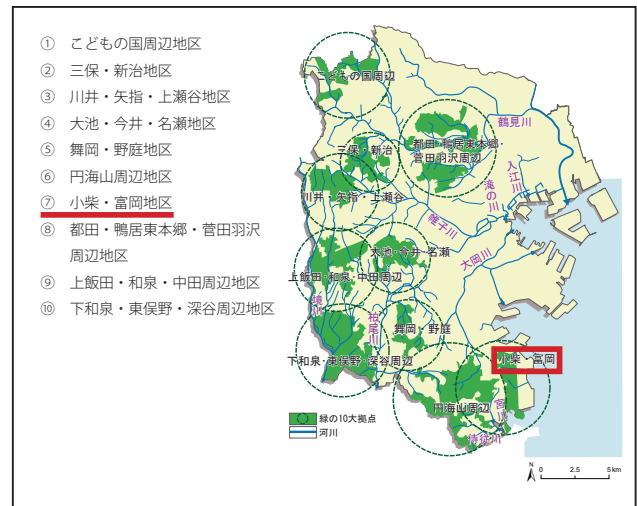 ① こどもの国周辺地区
② 三保・新治地区
③ 川井・矢指・上瀬谷地区
④ 大池・今井・名瀬地区
⑤ 舞岡・野庭地区
⑥ 円海山周辺地区
⑦ 小柴・富岡地区
⑧ 都田・鴨居東本郷・菅田羽沢
周辺地区
⑨ 上飯田・和泉・中田周辺地区
⑩ 下和泉・東俣野・深谷周辺地区
こどもの国周辺
鶴見川
三保・新治
都田・鴨居東本郷・
菅田羽沢周辺
入江川
滝の川
川井・矢指・上瀬谷
帷子川
大岡川
大池・今井・名瀬
上飯田・和泉・中田周辺
境川
柏尾川
舞岡・野庭
下和泉・東俣野・深谷周辺
小柴・富岡
円海山周辺
宮川
侍従川
緑の10大拠点
河川
N
0 2.5 5km